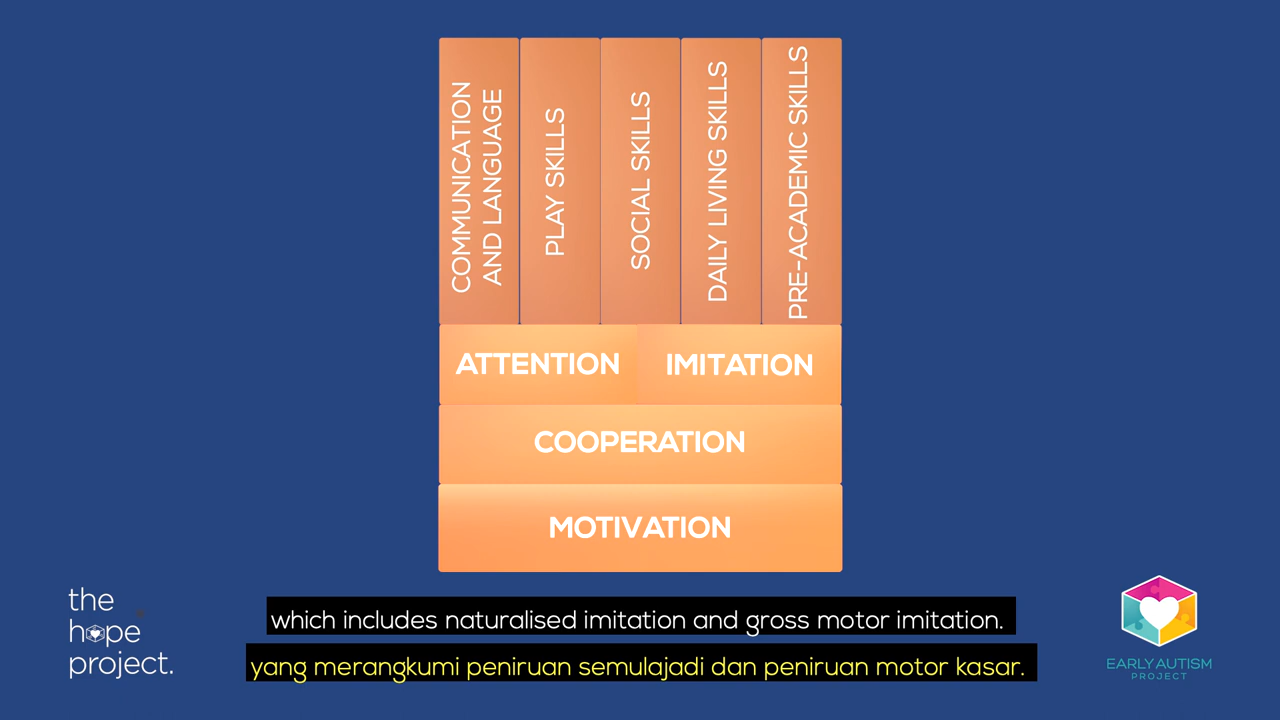 COMMUNICATION
AND LANGUAGE
PLAY SKILLS
SOCIAL SKILLS
DAILY LIVING SKILLS
PRE-ACADEMIC SKILLS
ATTENTION
IMITATION
COOPERATION
MOTIVATION
the
hope
project.
which includes naturalised imitation and gross motor imitation.
yang merangkumi peniruan semulajadi dan peniruan motor kasar.
EARLY AUTISM
PROJECT